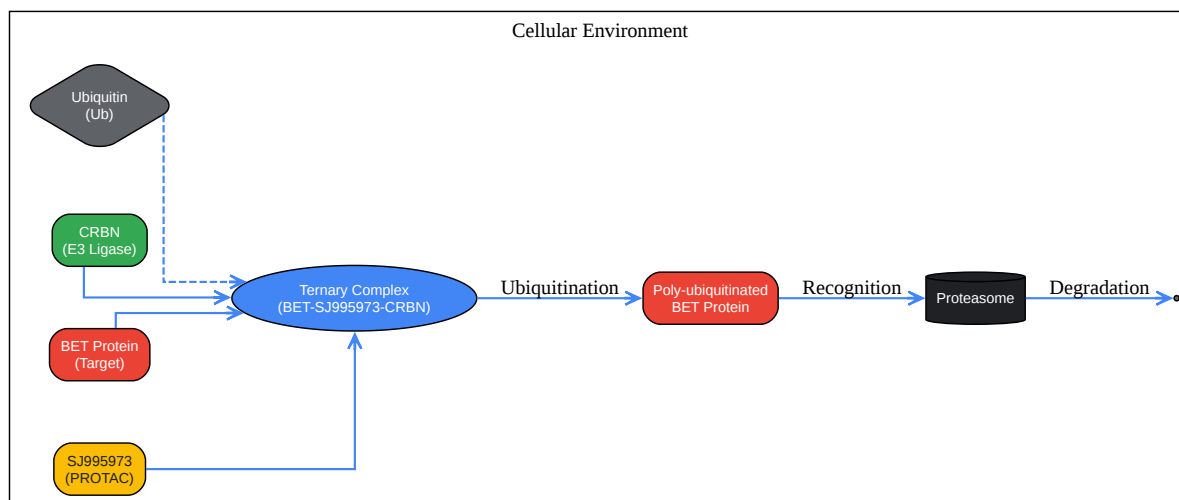 Cellular Environment
Ubiquitin
(Ub)
CRBN
(E3 Ligase)
BET Protein
(Target)
SJ995973
(PROTAC)
Ternary Complex
(BET-SJ995973-CRBN)
Ubiquitination
Poly-ubiquitinated
BET Protein
Recognition
Proteasome
Degradation